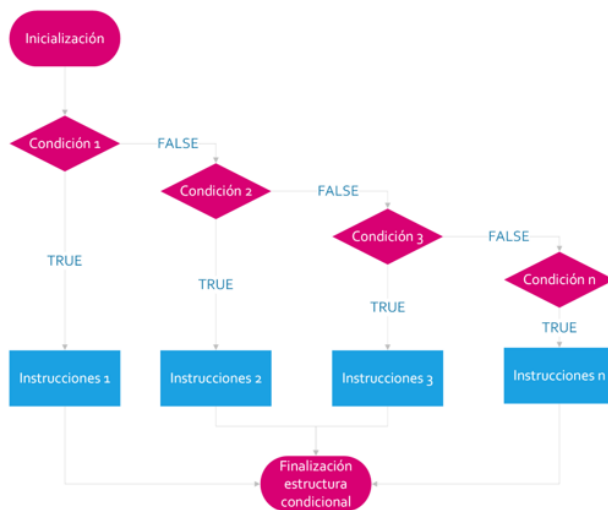 Inicialización
Condición 1
FALSE
Condición 2
FALSE
Condición 3
FALSE
Condición n
TRUE
TRUE
TRUE
TRUE
Instrucciones 1
Instrucciones 2
Instrucciones 3
Instrucciones n
Finalización
estructura
condicional